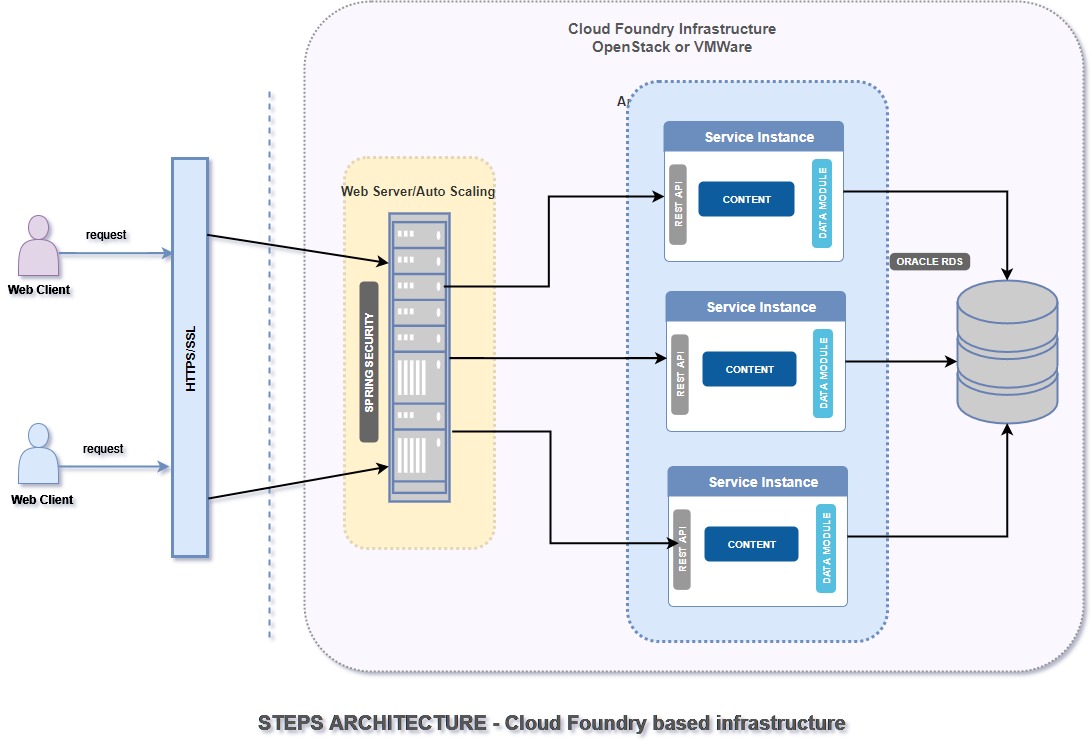 Cloud Foundry Infrastructure
OpenStack or VMWare
Service Instance
REST API
CONTENT
DATA MODULE
Web Server/Auto Scaling
SPRING SECURITY
request
Web Client
HTTPS/SSL
request
Web Client
ORACLE RDS
Service Instance
REST API
CONTENT
DATA MODULE
Service Instance
REST API
CONTENT
DATA MODULE
STEPS ARCHITECTURE - Cloud Foundry based infrastructure